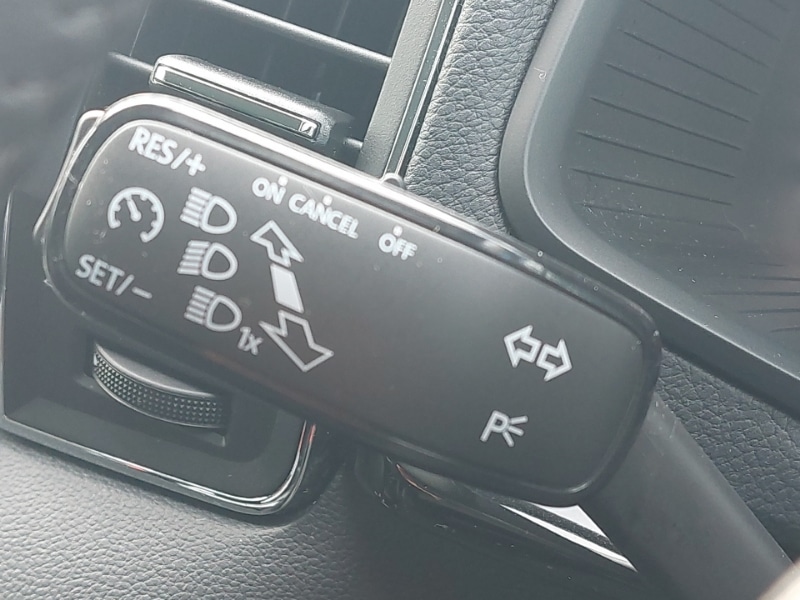 RES/+
ON CANCEL OFF
SET/-
1x
P